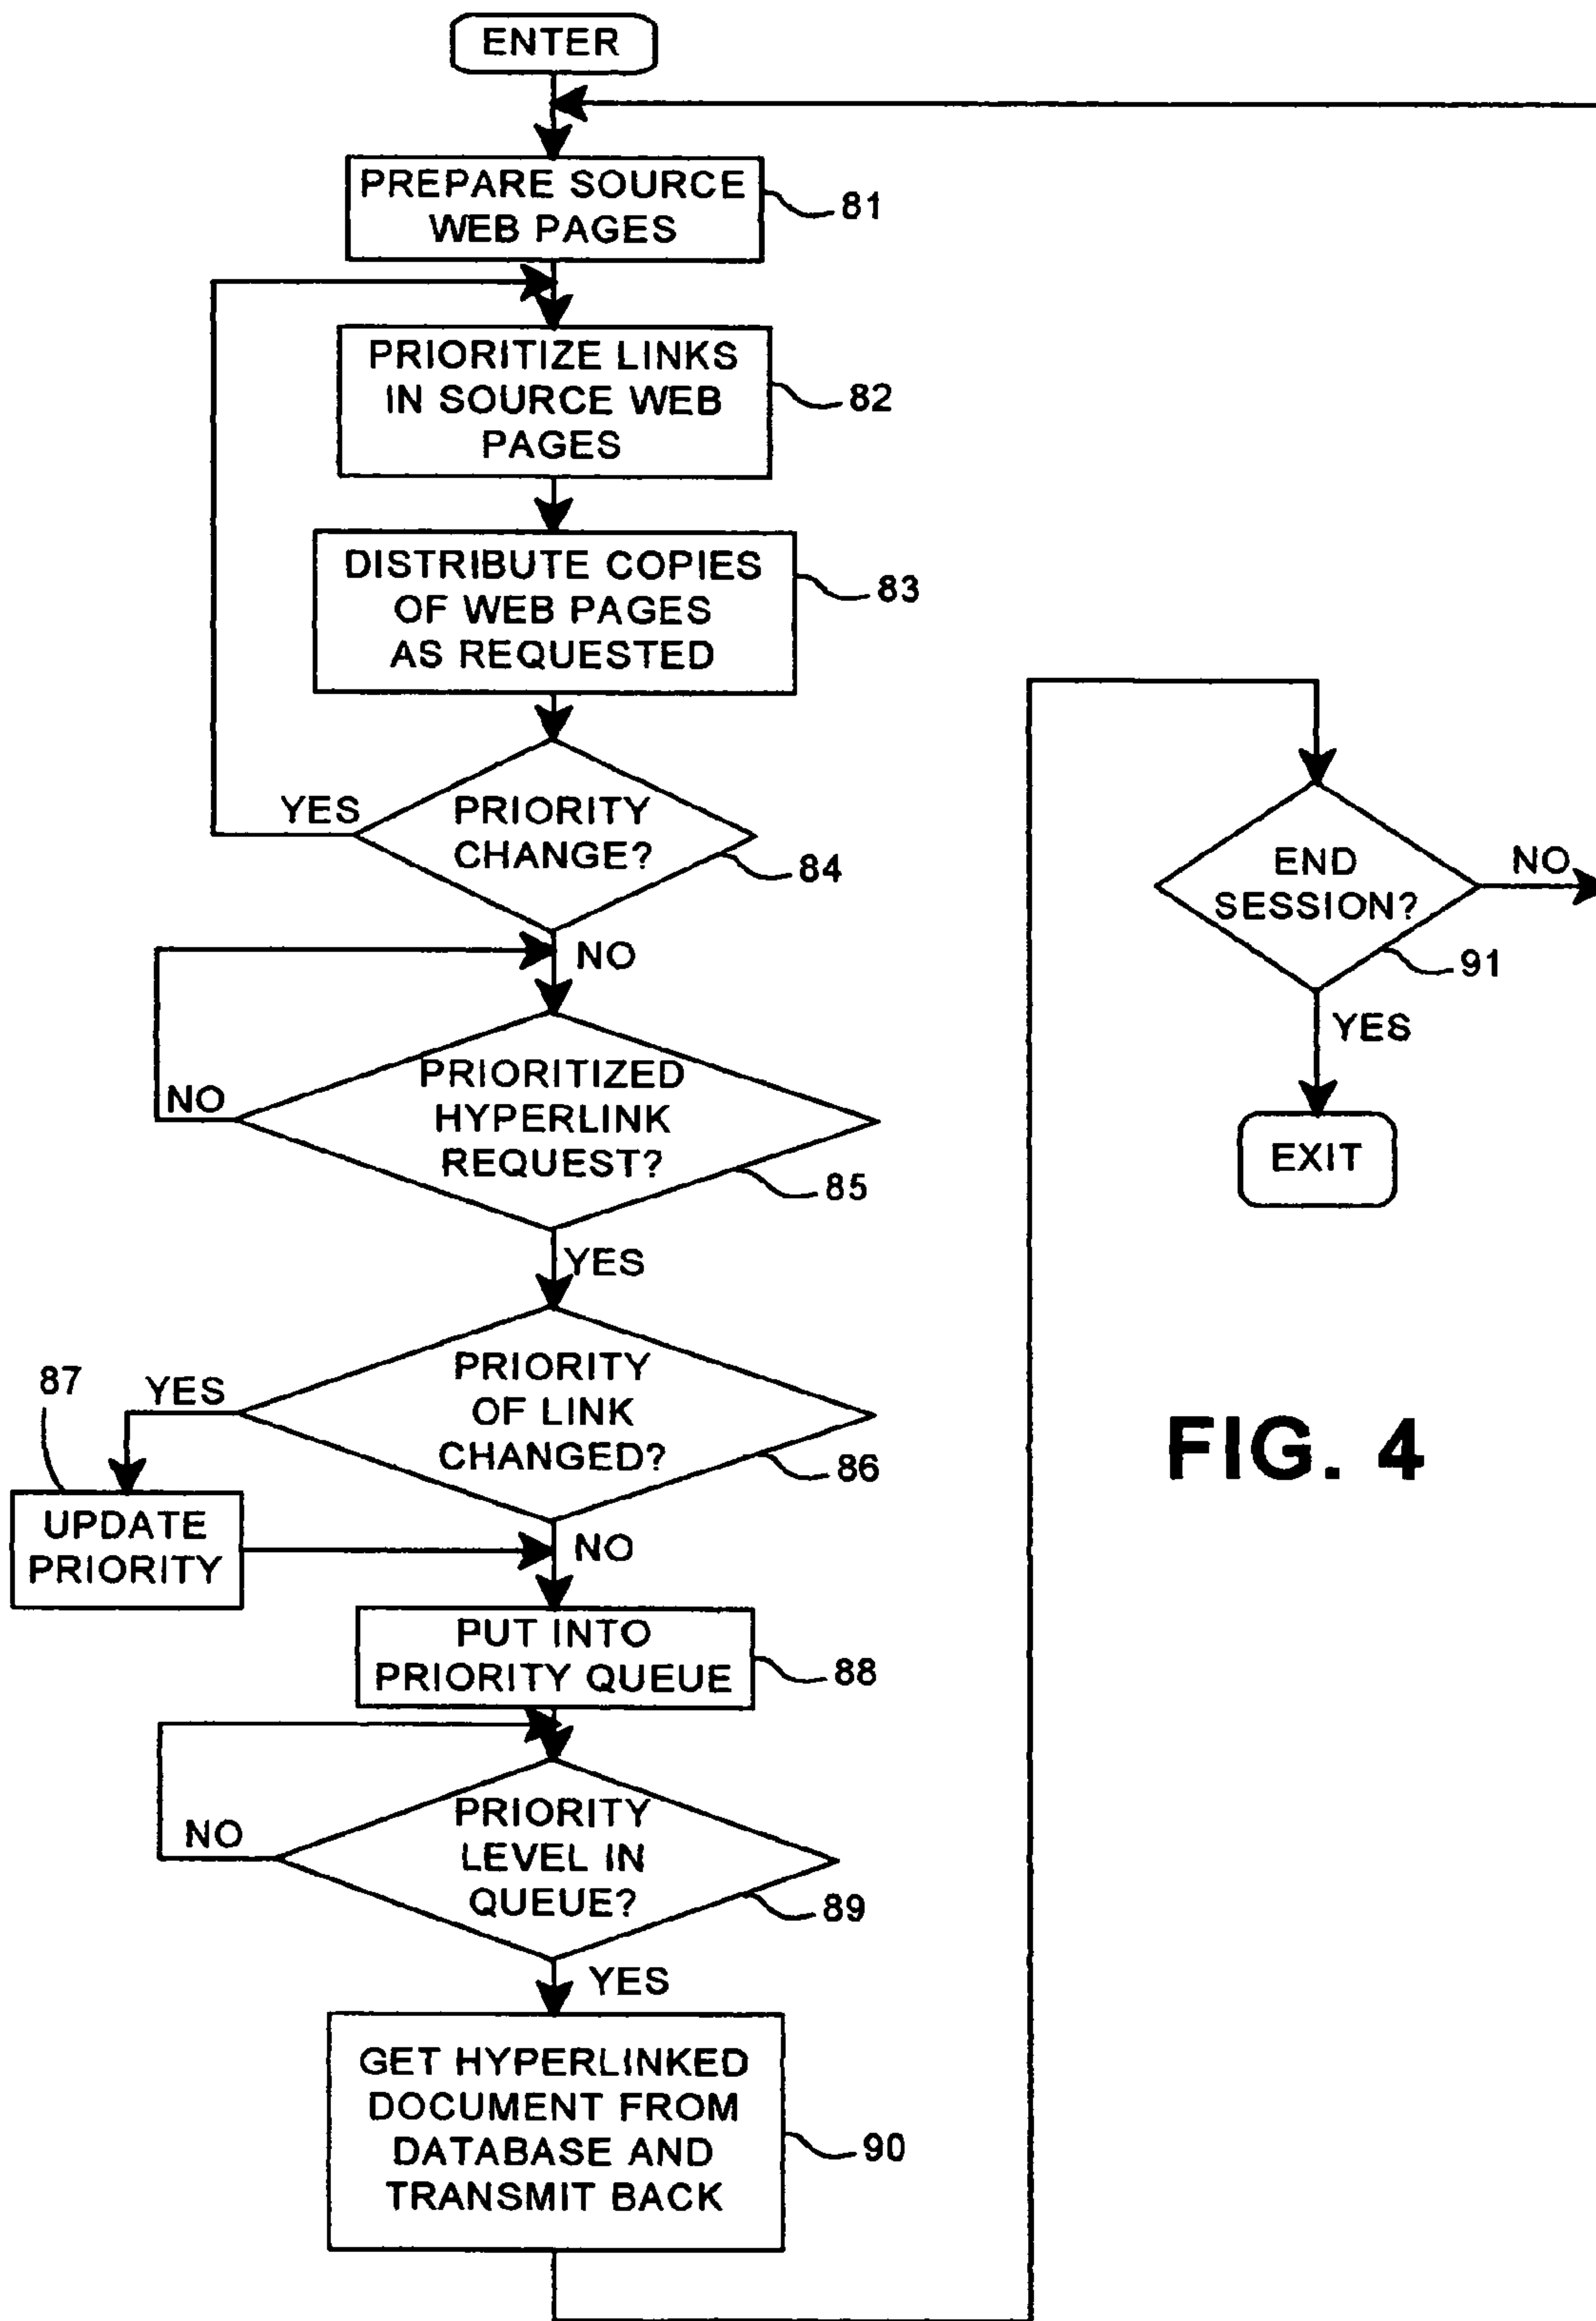 ENTER
PREPARE SOURCE
WEB PAGES
81
PRIORITIZE LINKS
IN SOURCE WEB
PAGES
82
DISTRIBUTE COPIES
OF WEB PAGES
AS REQUESTED
83
YES
PRIORITY
CHANGE?
84
NO
PRIORITIZED
HYPERLINK
REQUEST?
NO
85
YES
PRIORITY
OF LINK
CHANGED?
86
87
YES
UPDATE
PRIORITY
NO
PUT INTO
PRIORITY QUEUE
88
PRIORITY
LEVEL IN
QUEUE?
NO
89
YES
GET HYPERLINKED
DOCUMENT FROM
DATABASE AND
TRANSMIT BACK
90
END
SESSION?
NO
91
YES
EXIT
FIG. 4